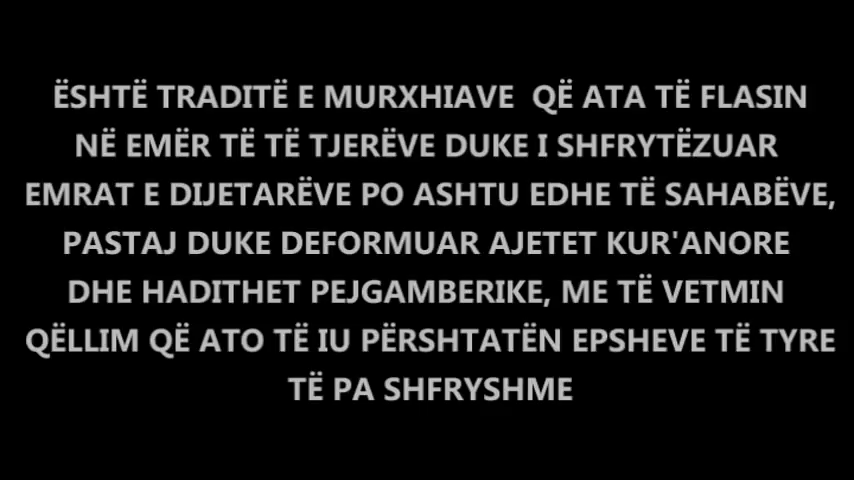 ËSHTË TRADITË E MURXHIAVE  QË ATA TË FLASIN
NË EMËR TË TË TJERËVE DUKE I SHFRYTËZUAR
EMRAT E DIJETARËVE PO ASHTU EDHE TË SAHABËVE,
PASTAJ DUKE DEFORMUAR AJETET KUR'ANORE
DHE HADITHET PEJGAMBERIKE, ME TË VETMIN
QËLLIM QË ATO TË IU PËRSHTATËN EPSHEVE TË TYRE
TË PA SHFRYSHME